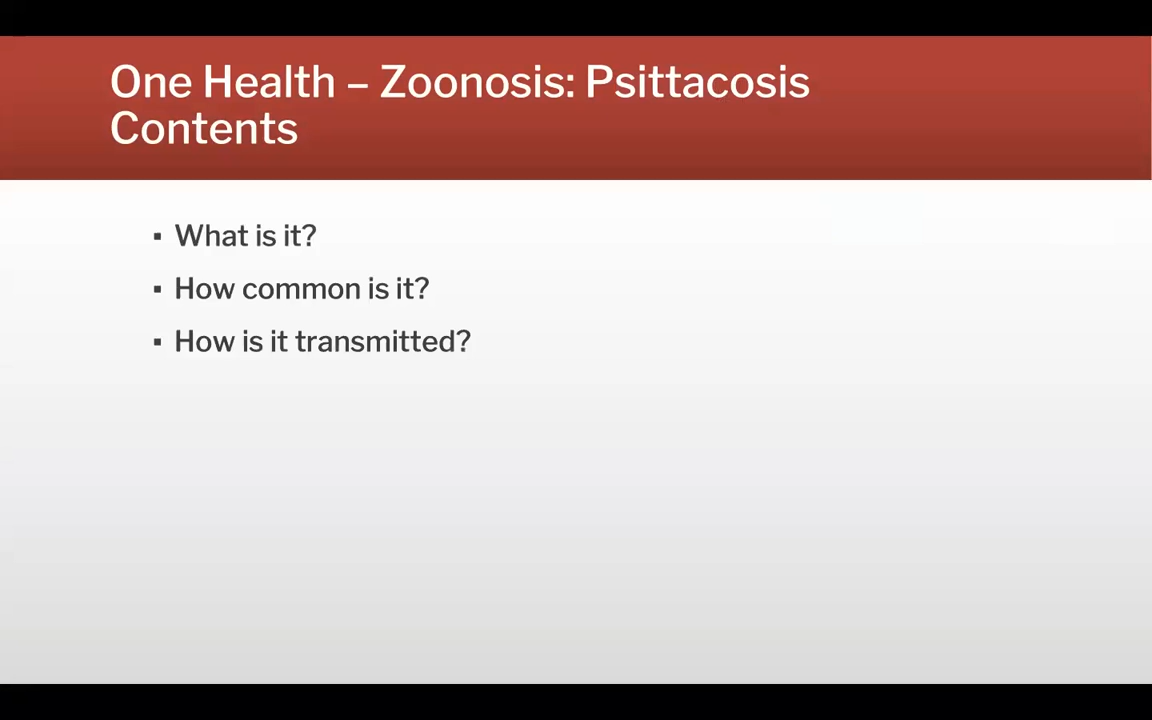 One Health – Zoonosis: Psittacosis
Contents
▪ What is it?
▪ How common is it?
▪ How is it transmitted?